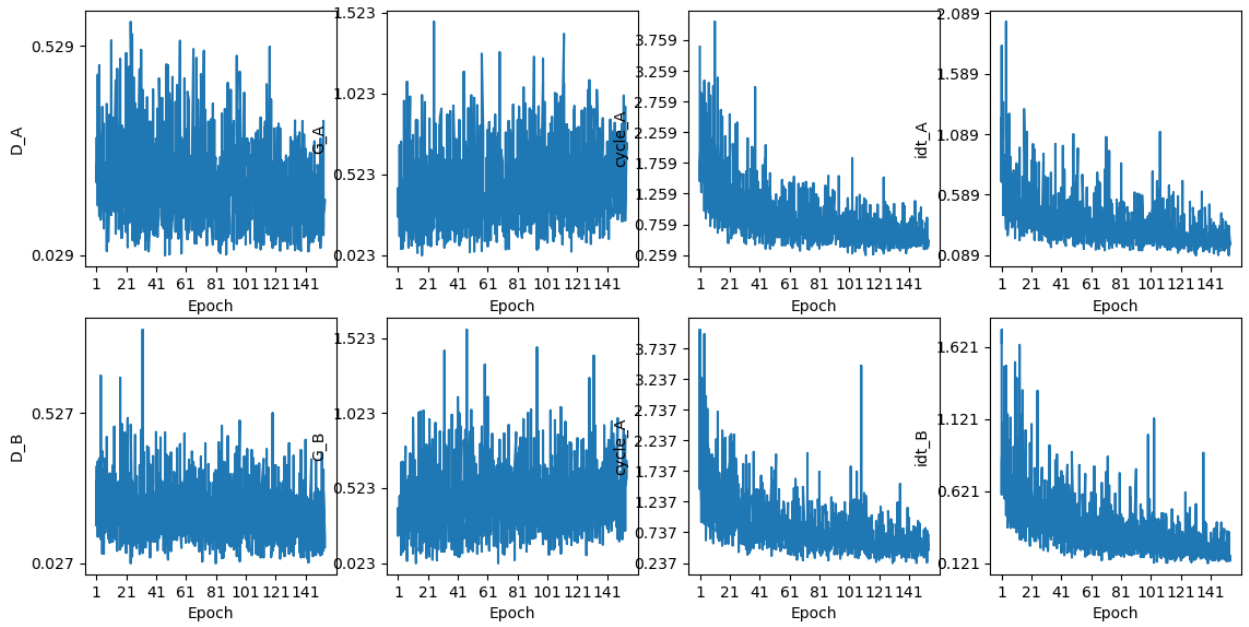 D_A
0.529
0.029
1 21 41 61 81 101 121 141
Epoch
G_A
1.523
1.023
0.523
0.023
1 21 41 61 81 101 121 141
Epoch
cycle_A
3.759
3.259
2.759
2.259
1.759
1.259
0.759
0.259
1 21 41 61 81 101 121 141
Epoch
idt_A
2.089
1.589
1.089
0.589
0.089
1 21 41 61 81 101 121 141
Epoch
D_B
0.527
0.027
1 21 41 61 81 101 121 141
Epoch
G_B
1.523
1.023
0.523
0.023
1 21 41 61 81 101 121 141
Epoch
cycle_A
3.737
3.237
2.737
2.237
1.737
1.237
0.737
0.237
1 21 41 61 81 101 121 141
Epoch
idt_B
1.621
1.121
0.621
0.121
1 21 41 61 81 101 121 141
Epoch